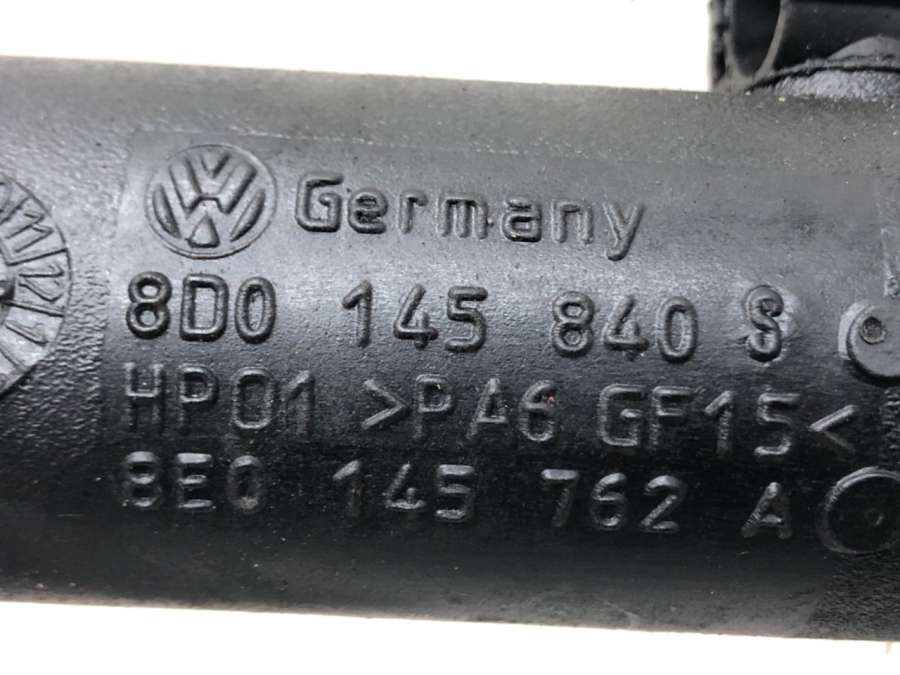 Germany
8D0 145 840 S
HP01 >PA6 GF15<
8E0 145 762 A